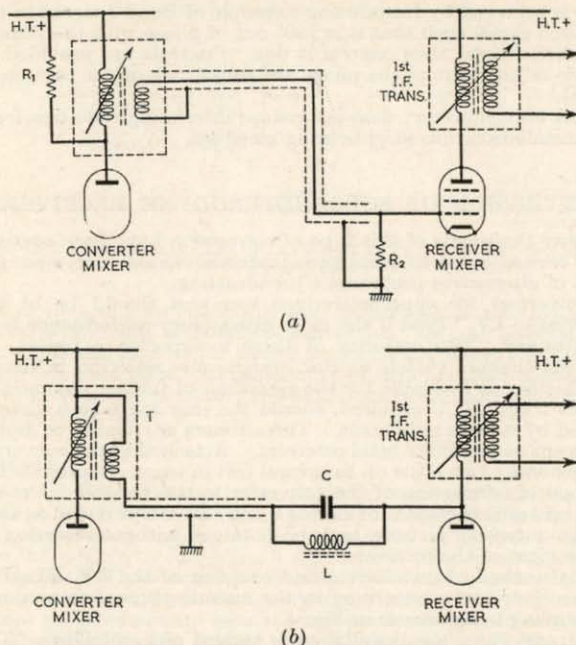 H.T.+
H.T.+
R1
1st
I.F.
TRANS.
CONVERTER
MIXER
R2
RECEIVER
MIXER
(a)
H.T.+
H.T.+
T
1st
I.F.
TRANS.
C
L
CONVERTER
MIXER
RECEIVER
MIXER
(b)